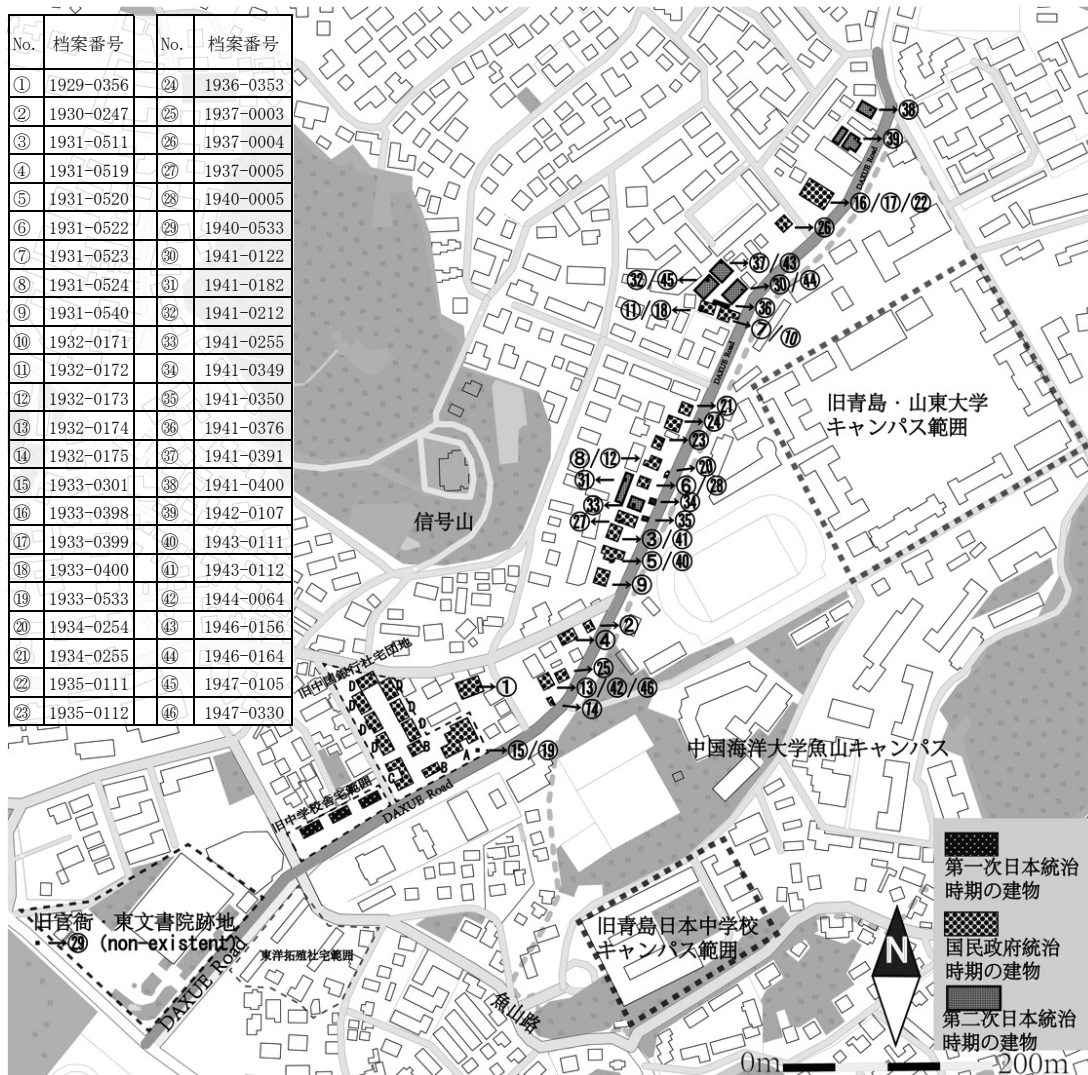 No. 档案番号 No. 档案番号
① 1929-0356 ㉔ 1936-0353
② 1930-0247 ㉕ 1937-0003
③ 1931-0511 ㉖ 1937-0004
④ 1931-0519 ㉗ 1937-0005
⑤ 1931-0520 ㉘ 1940-0005
⑥ 1931-0522 ㉙ 1940-0533
⑦ 1931-0523 ㉚ 1941-0122
⑧ 1931-0524 ㉛ 1941-0182
⑨ 1931-0540 ㉜ 1941-0212
⑩ 1932-0171 ㉝ 1941-0255
⑪ 1932-0172 ㉞ 1941-0349
⑫ 1932-0173 ㉟ 1941-0350
⑬ 1932-0174 ㊱ 1941-0376
⑭ 1932-0175 ㊲ 1941-0391
⑮ 1933-0301 ㊳ 1941-0400
⑯ 1933-0398 ㊴ 1942-0107
⑰ 1933-0399 ㊵ 1943-0111
⑱ 1933-0400 ㊶ 1943-0112
⑲ 1933-0533 ㊷ 1944-0064
⑳ 1934-0254 ㊸ 1946-0156
㉑ 1934-0255 ㊹ 1946-0164
㉒ 1935-0111 ㊺ 1947-0105
㉓ 1935-0112 ㊻ 1947-0330
→㊳
→㊴
DAXUE Road
→⑯/⑰/㉒
→㉖
→㊲/㊸
㉜/㊺←
→㉚/㊹
→㊱
⑪/⑱←
→⑦/⑩
DAXUE Road
→㉑
→㉔
→㉓
⑧/⑫→
→⑳
㉛←
→⑥/㉘
→㉞
㉝←
㉗←
→㉟
→③/㊶
→⑤/㊵
→⑨
旧青島・山東大学
キャンパス範囲
信号山
→②
→④
→㉕
→⑬/㊷/㊻
→⑭
旧中國銀行社宅団地
D
D
D
D
D
D
D
B
C
B
A
→①
→⑮/⑲
中国海洋大学魚山キャンパス
旧中学校舎宅範囲
DAXUE Road
旧官衙・東文書院跡地
→㉙ (non-existent)
DAXUE Road
東洋拓殖社宅範囲
旧青島日本中学校
キャンパス範囲
魚山路
N
第一次日本統治
時期の建物
国民政府統治
時期の建物
第二次日本統治
時期の建物
0m 200m